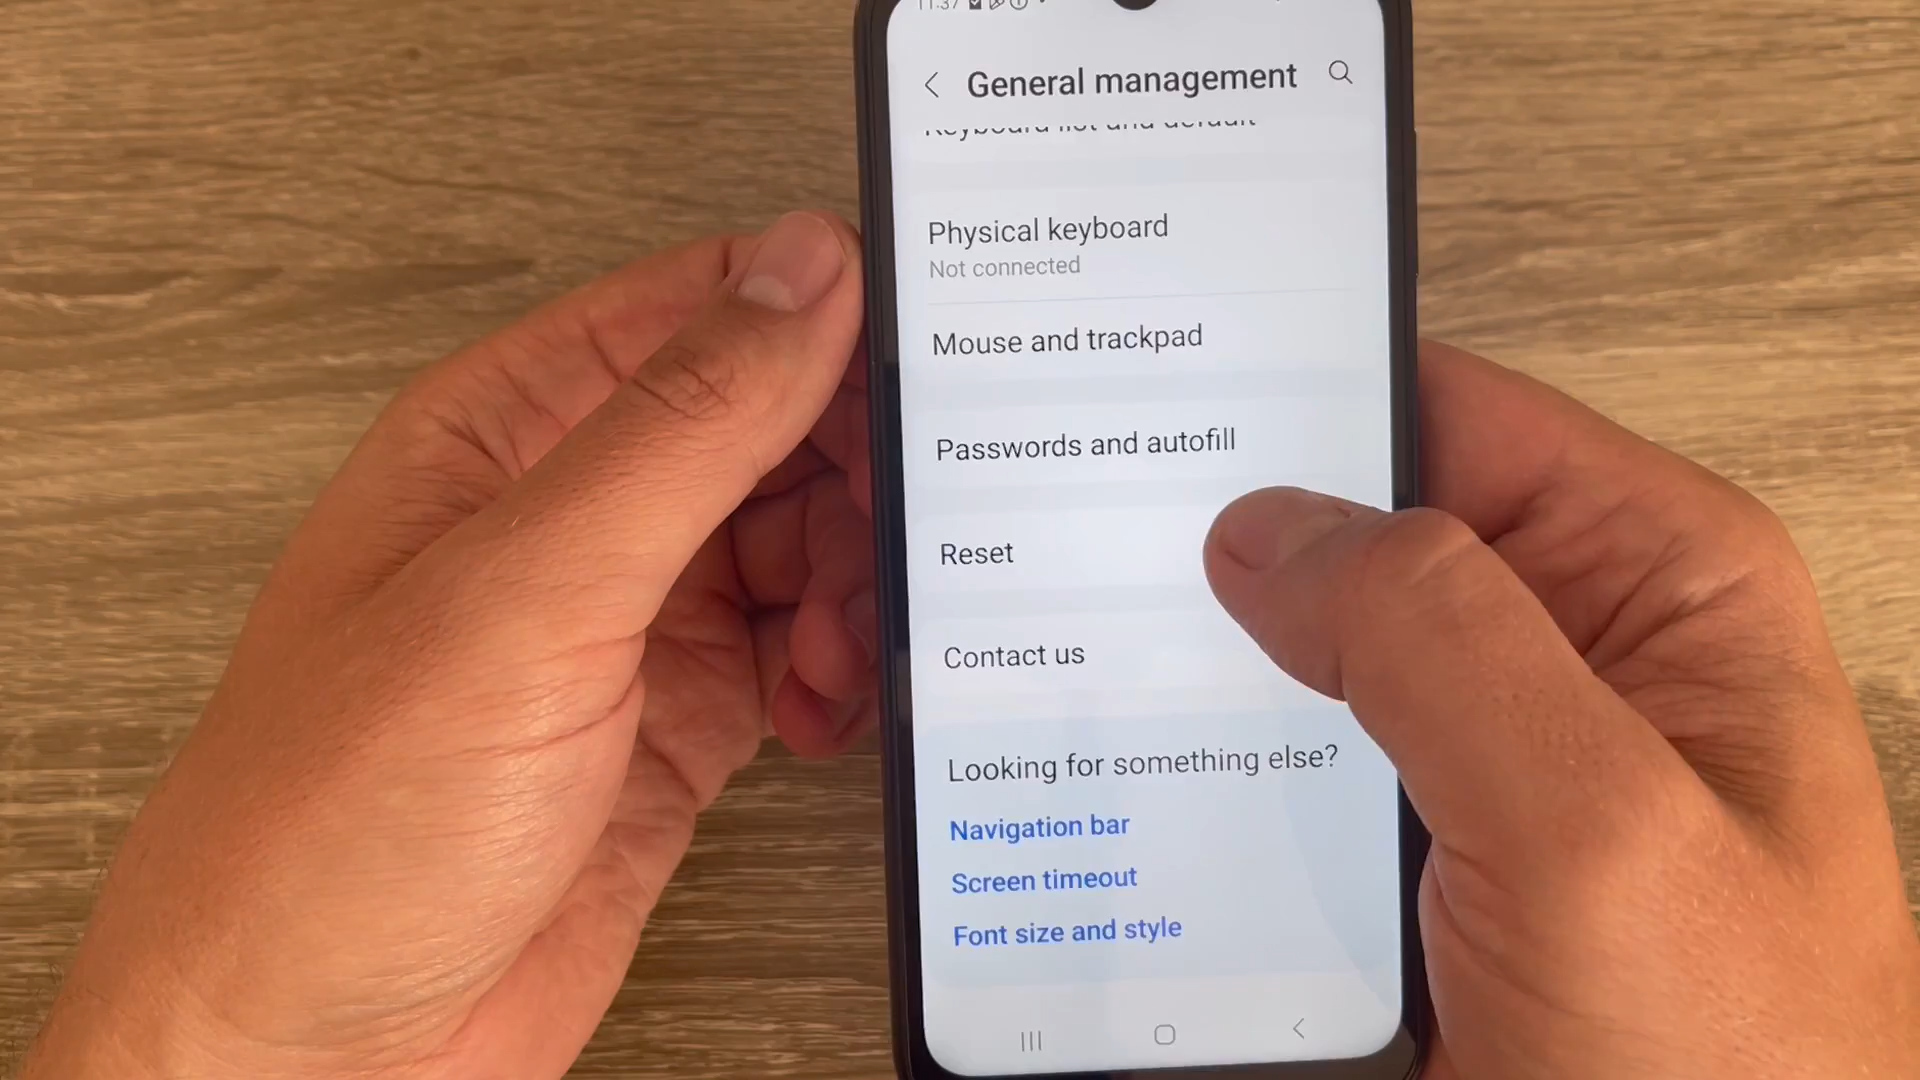 11:37
General management
Keyboard list and default
Physical keyboard
Not connected
Mouse and trackpad
Passwords and autofill
Reset
Contact us
Looking for something else?
Navigation bar
Screen timeout
Font size and style